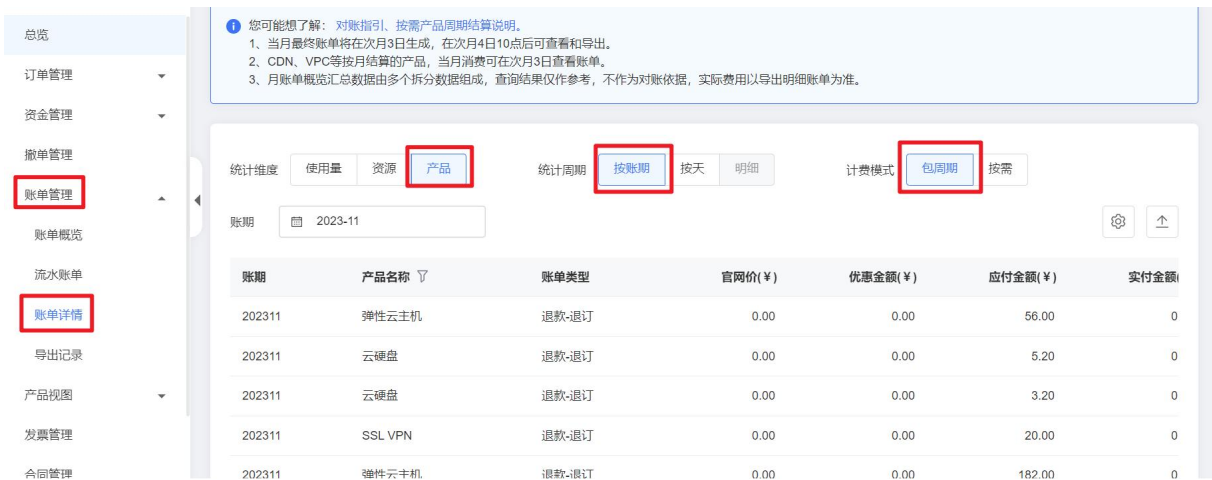 总览
订单管理
资金管理
撤单管理
账单管理
账单概览
流水账单
账单详情
导出记录
产品视图
发票管理
合同管理
您可能想了解： 对账指引、按需产品周期结算说明。
1、当月最终账单将在次月3日生成，在次月4日10点后可查看和导出。
2、CDN、VPC等按月结算的产品，当月消费可在次月3日查看账单。
3、月账单概览汇总数据由多个拆分数据组成，查询结果仅作参考，不作为对账依据，实际费用以导出明细账单为准。
统计维度 使用量 资源 产品 统计周期 按账期 按天 明细 计费模式 包周期 按需
账期 2023-11
账期 产品名称 账单类型 官网价(¥) 优惠金额(¥) 应付金额(¥) 实付金额(
202311 弹性云主机 退款-退订 0.00 0.00 56.00 0
202311 云硬盘 退款-退订 0.00 0.00 5.20 0
202311 云硬盘 退款-退订 0.00 0.00 3.20 0
202311 SSL VPN 退款-退订 0.00 0.00 20.00 0
202311 弹性云主机 退款-退订 0.00 0.00 182.00 0